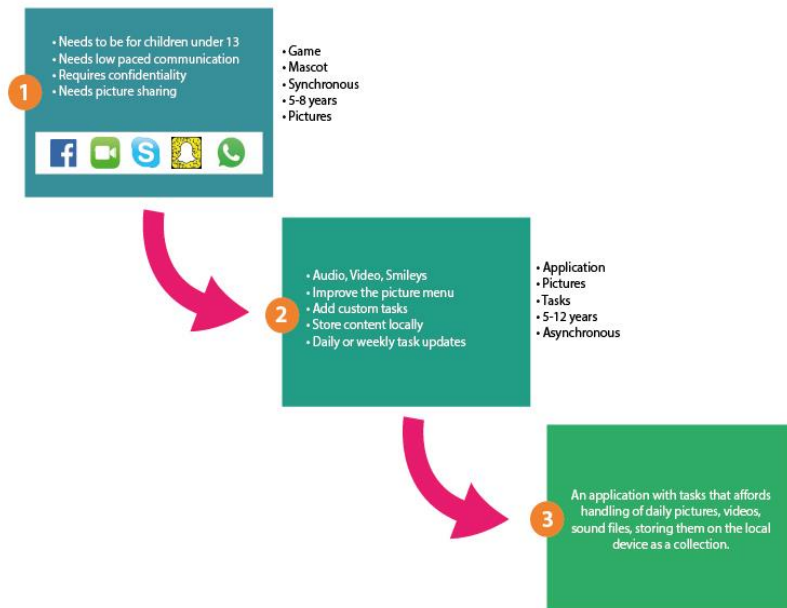 • Needs to be for children under 13
• Needs low paced communication
• Requires confidentiality
• Needs picture sharing
1
• Game
• Mascot
• Synchronous
• 5-8 years
• Pictures
• Audio, Video, Smileys
• Improve the picture menu
• Add custom tasks
• Store content locally
• Daily or weekly task updates
2
• Application
• Pictures
• Tasks
• 5-12 years
• Asynchronous
3
An application with tasks that affords
handling of daily pictures, videos,
sound files, storing them on the local
device as a collection.